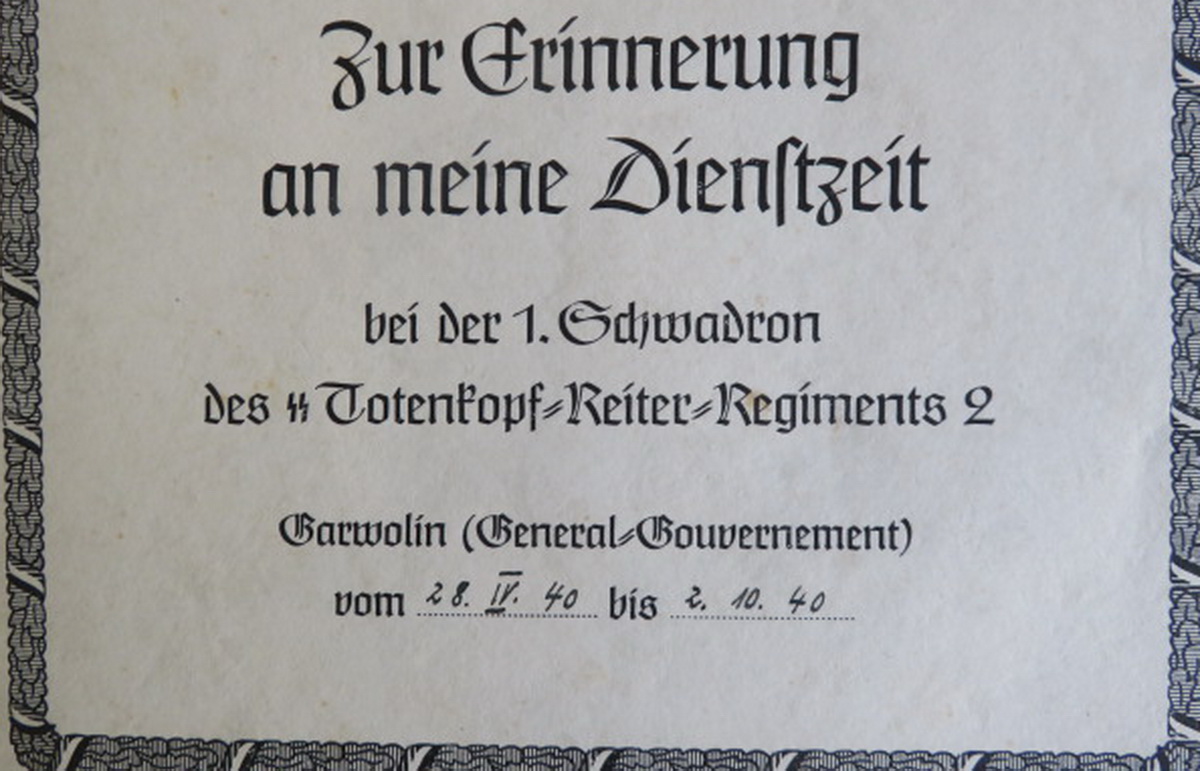 Zur Erinnerung
an meine Dienſtzeit
bei der 1. Schwadron
des ᛋᛋ Totenkopf=Reiter=Regiments 2
Garwolin (General=Gouvernement)
vom 28. IV. 40 bis 2. 10. 40